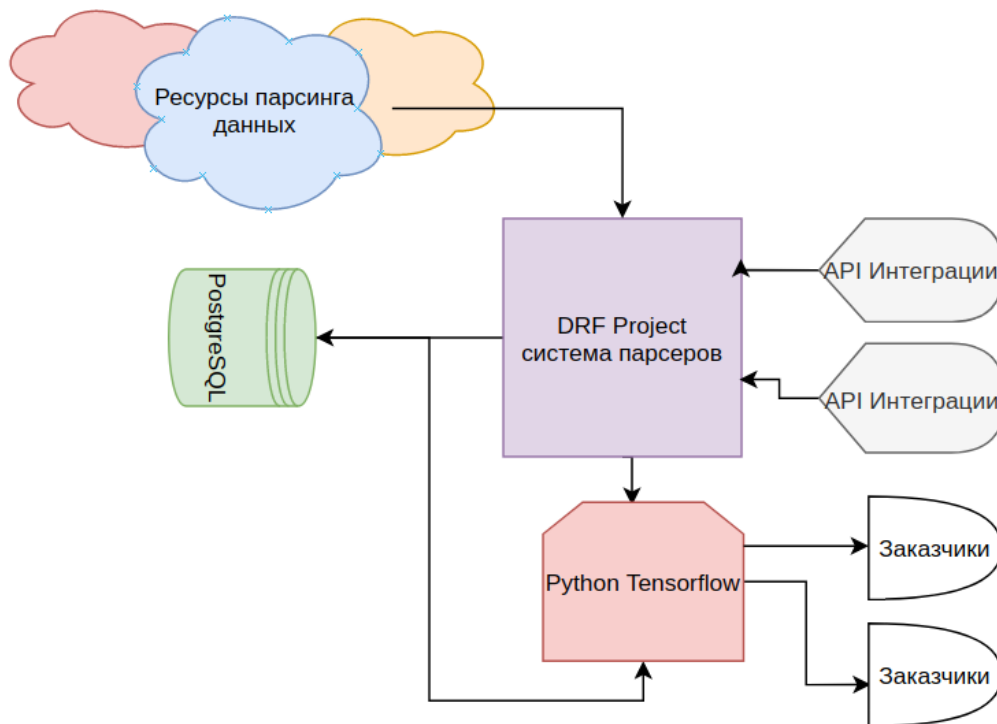 Ресурсы парсинга
данных
API Интеграции
PostgreSQL
DRF Project
система парсеров
API Интеграции
Python Tensorflow
Заказчики
Заказчики